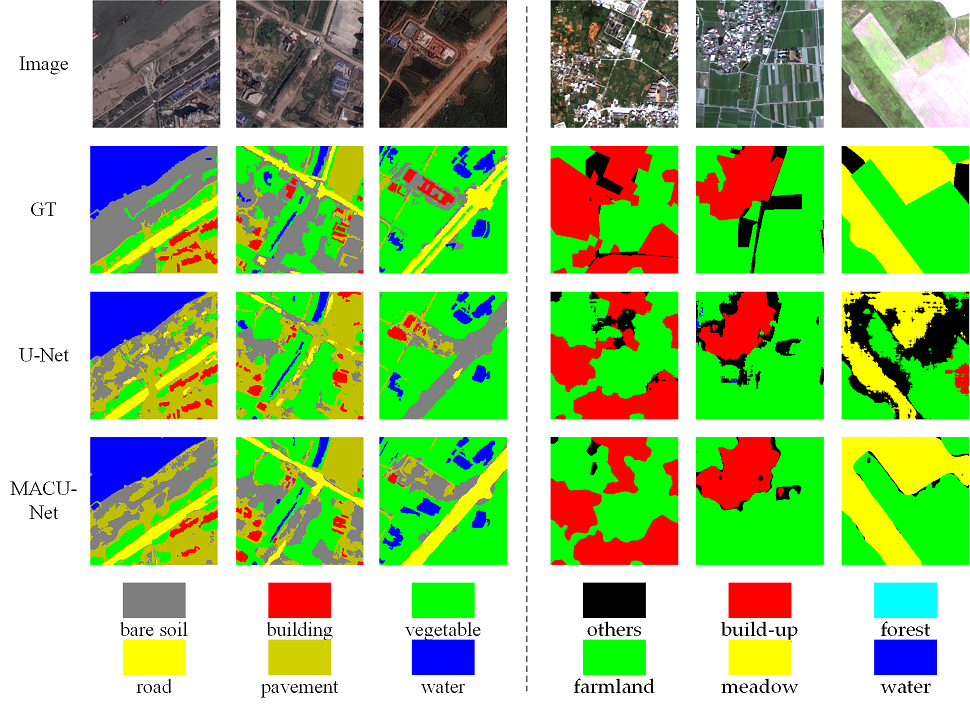 Image
GT
U-Net
MACU-
Net
bare soil
building
vegetable
others
build-up
forest
road
pavement
water
farmland
meadow
water